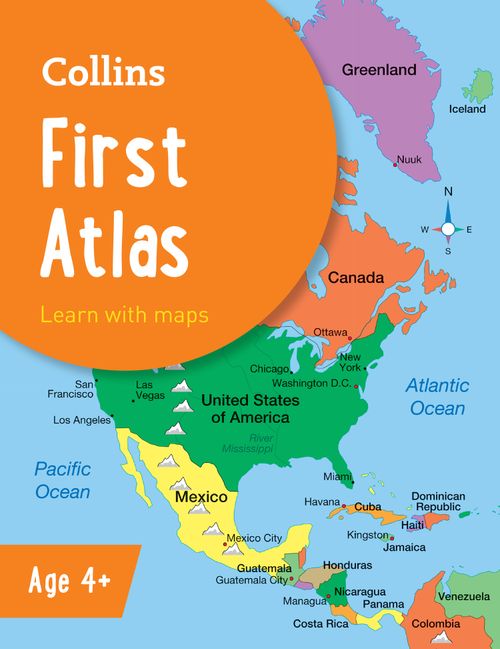 Collins
First
Atlas
Learn with maps
Greenland
Iceland
Nuuk
N
W
E
S
Canada
Ottawa
Chicago
New
York
Washington D.C.
San
Francisco
Las
Vegas
Los Angeles
United States
of America
River
Mississippi
Atlantic
Ocean
Pacific
Ocean
Miami
Mexico
Mexico City
Havana
Cuba
Dominican
Republic
Haiti
Kingston
Jamaica
Guatemala
Guatemala City
Honduras
Nicaragua
Managua
Panama
Costa Rica
Venezuela
Colombia
Age 4+